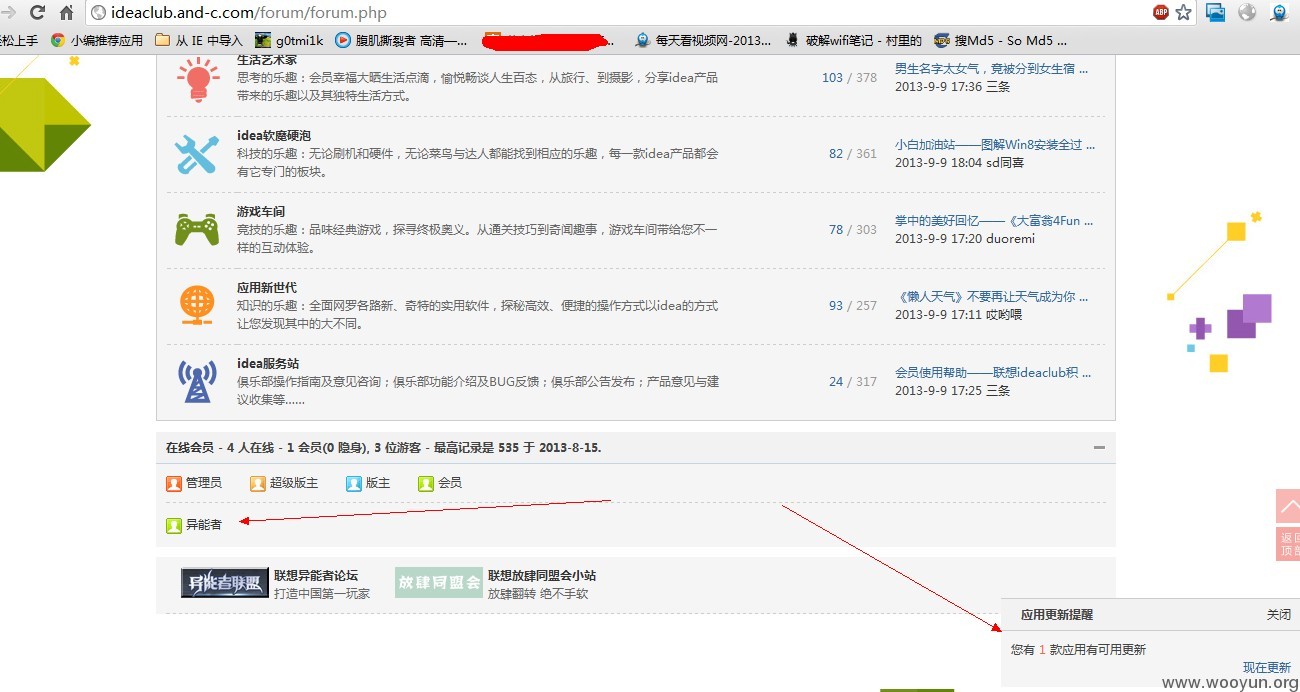 ideaclub.and-c.com/forum/forum.php
ABP
松上手 小编推荐应用 从 IE 中导入 g0tmi1k 腹肌撕裂者 高清—... 每天看视频网-2013... 破解wifi笔记 - 村里的 搜Md5 - So Md5 ...
生活艺术家
思考的乐趣：会员幸福大晒生活点滴，愉悦畅谈人生百态，从旅行、到摄影，分享idea产品
带来的乐趣以及其独特生活方式。
103 / 378
男生名字太女气，竟被分到女生宿 ...
2013-9-9 17:36 三条
idea软磨硬泡
科技的乐趣：无论刷机和硬件，无论菜鸟与达人都能找到相应的乐趣，每一款idea产品都会
有它专门的板块。
82 / 361
小白加油站——图解Win8安装全过 ...
2013-9-9 18:04 sd同喜
游戏车间
竞技的乐趣：品味经典游戏，探寻终极奥义。从通关技巧到奇闻趣事，游戏车间带给您不一
样的互动体验。
78 / 303
掌中的美好回忆——《大富翁4Fun ...
2013-9-9 17:20 duoremi
应用新世代
知识的乐趣：全面网罗各路新、奇特的实用软件，探秘高效、便捷的操作方式以idea的方式
让您发现其中的大不同。
93 / 257
《懒人天气》不要再让天气成为你 ...
2013-9-9 17:11 哎哟喂
idea服务站
俱乐部操作指南及意见咨询；俱乐部功能介绍及BUG反馈；俱乐部公告发布；产品意见与建
议收集等......
24 / 317
会员使用帮助——联想ideaclub积 ...
2013-9-9 17:25 三条
在线会员 - 4 人在线 - 1 会员(0 隐身), 3 位游客 - 最高记录是 535 于 2013-8-15.
管理员 超级版主 版主 会员
异能者
返回
顶部
异能者联盟
联想异能者论坛
打造中国第一玩家
放肆同盟会
联想放肆同盟会小站
放肆翻转 绝不手软
应用更新提醒 关闭
您有 1 款应用有可用更新
现在更新
www.wooyun.org